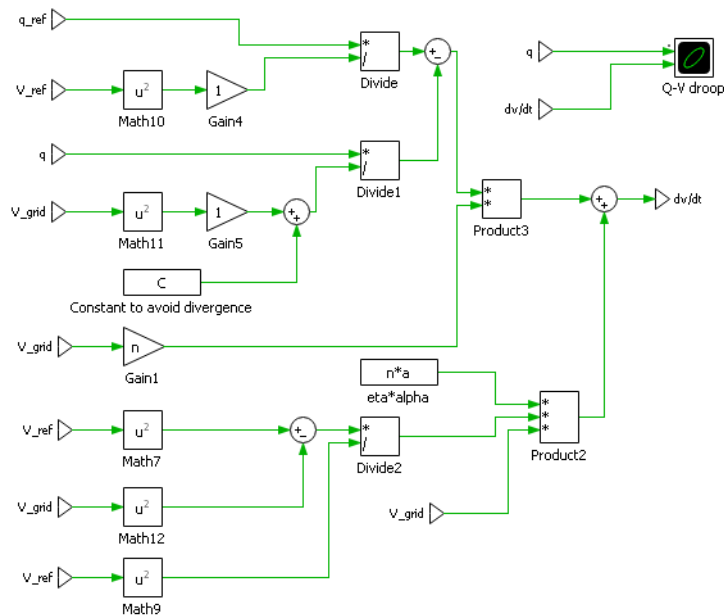 q_ref
*
/
Divide
+
−
V_ref
u²
Math10
1
Gain4
q
*
/
Divide1
V_grid
u²
Math11
1
Gain5
+
+
C
Constant to avoid divergence
*
*
Product3
+
+
dv/dt
q
dv/dt
Q-V droop
V_grid
n
Gain1
n*a
eta*alpha
V_ref
u²
Math7
+
−
*
/
Divide2
*
*
*
Product2
V_grid
u²
Math12
V_grid
V_ref
u²
Math9